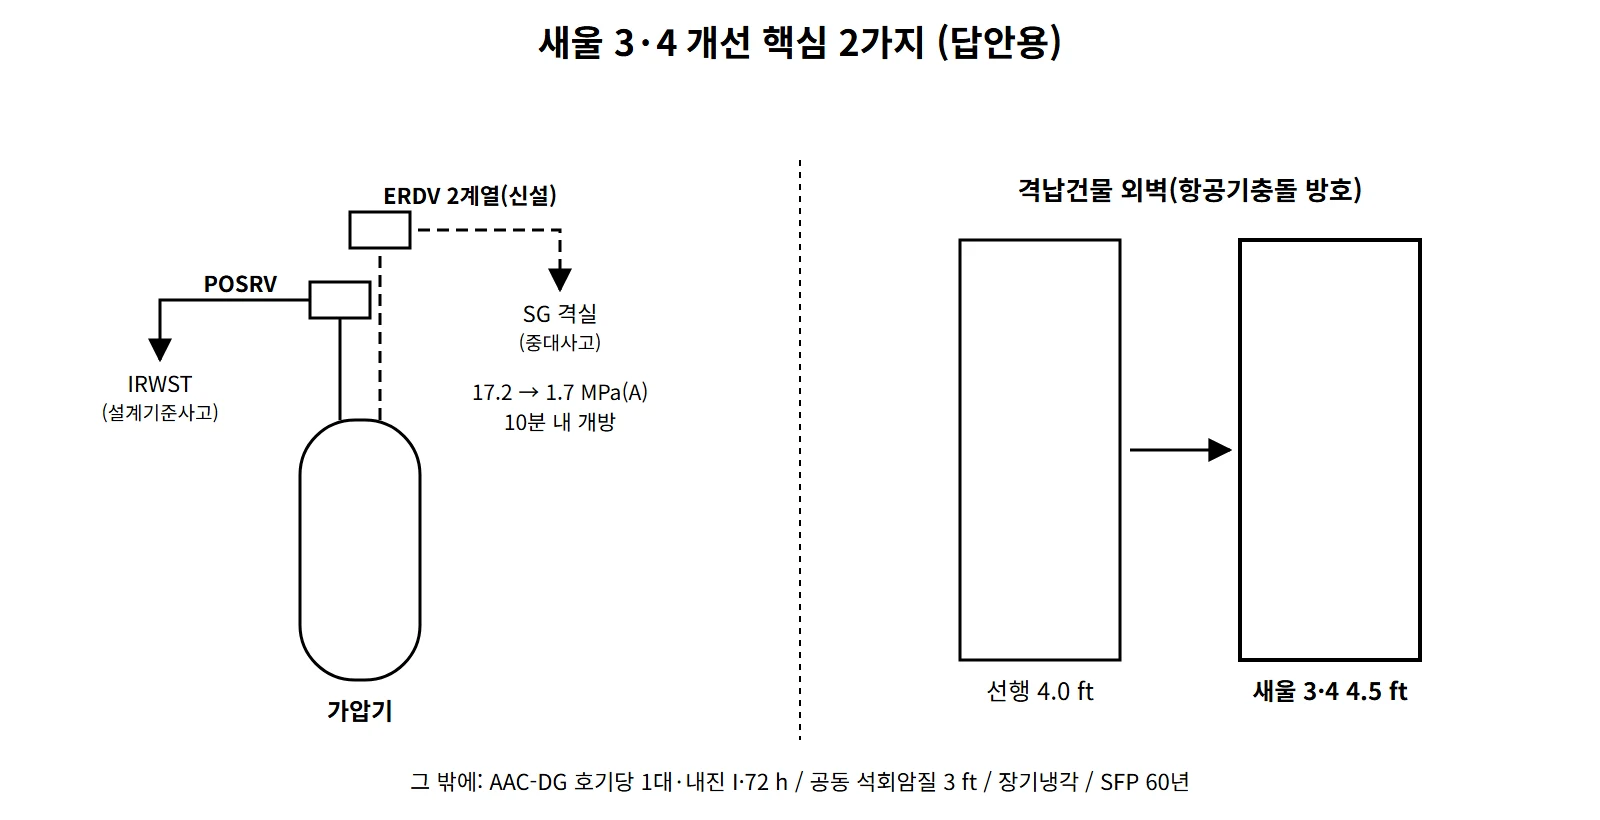 새울 3·4 개선 핵심 2가지 (답안용)
ERDV 2계열(신설)
POSRV
IRWST
(설계기준사고)
SG 격실
(중대사고)
17.2 → 1.7 MPa(A)
10분 내 개방
가압기
격납건물 외벽(항공기충돌 방호)
선행 4.0 ft
새울 3·4 4.5 ft
그 밖에: AAC-DG 호기당 1대·내진 I·72 h / 공동 석회암질 3 ft / 장기냉각 / SFP 60년